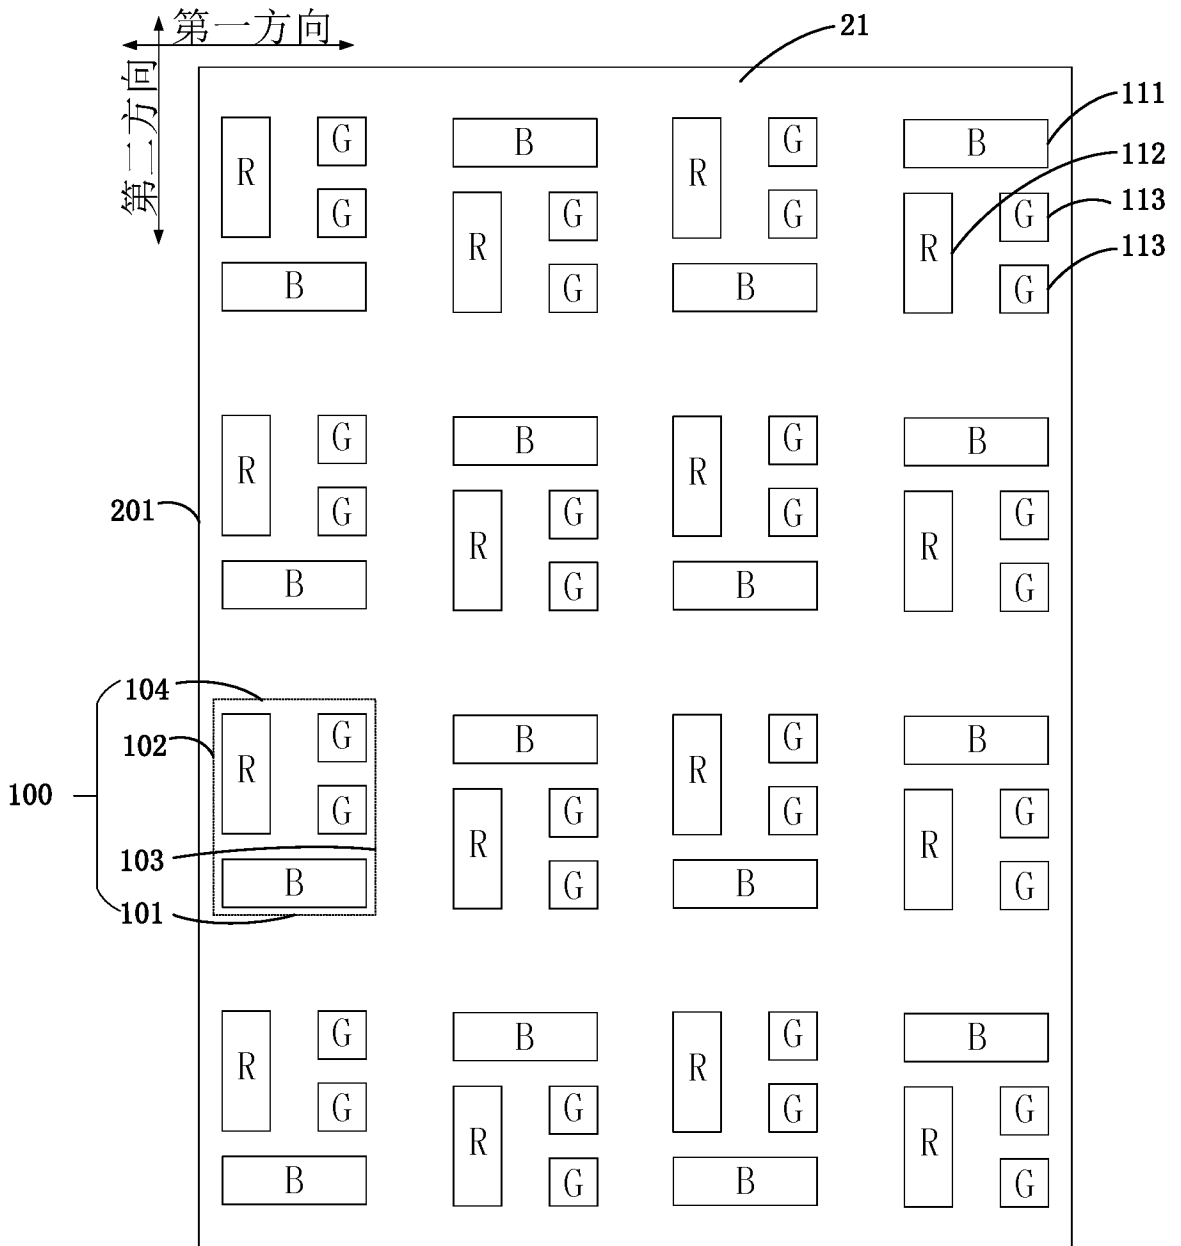 第一方向
第二方向
21
R G B R G B 111
G R G G R G 112
B G B G 113
113
R G B R G B
G R G G R G
201
B G B G
104
R G B R G B
102
G R G G R G
100
103
B G B G
101
R G B R G B
G R G G R G
B G B G